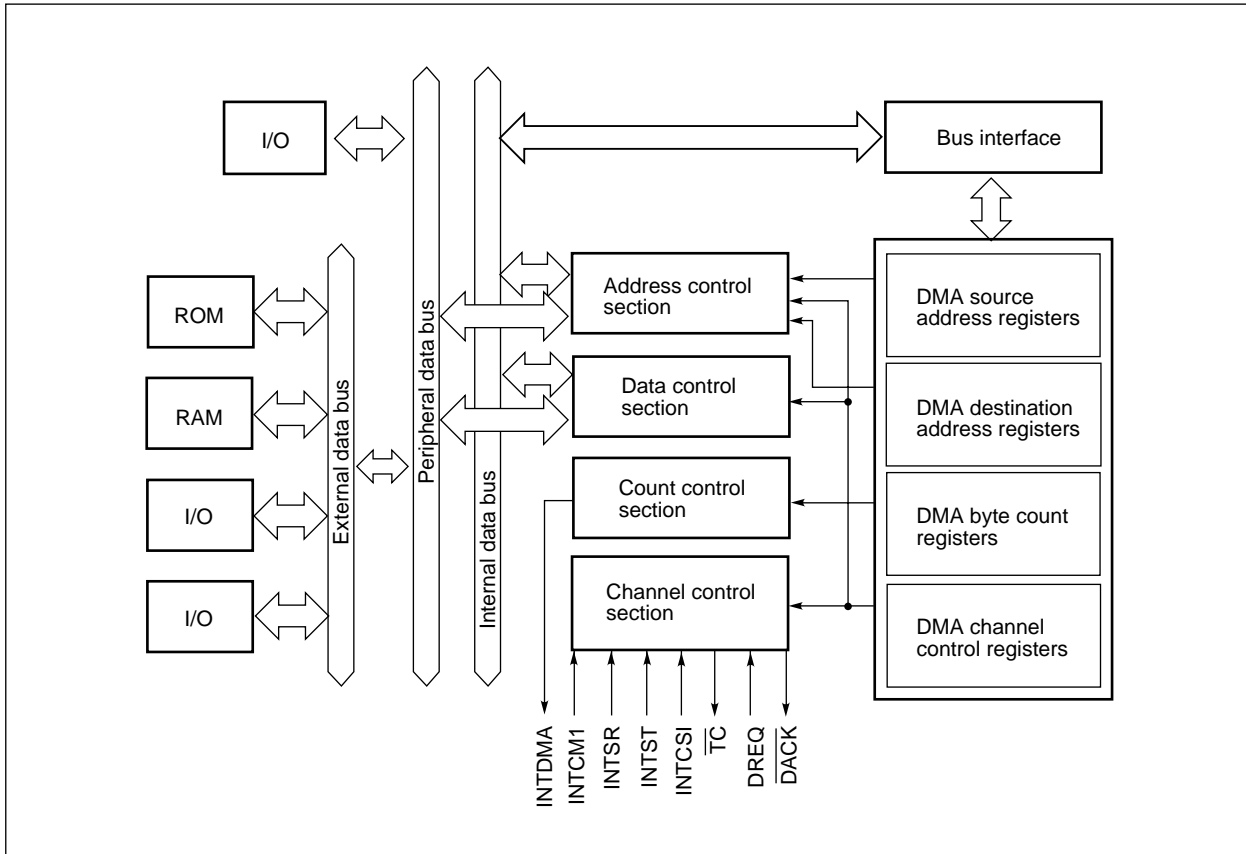 I/O
Bus interface
ROM
RAM
I/O
I/O
External data bus
Peripheral data bus
Internal data bus
Address control
section
Data control
section
Count control
section
Channel control
section
DMA source
address registers
DMA destination
address registers
DMA byte count
registers
DMA channel
control registers
INTDMA
INTCM1
INTSR
INTST
INTCSI
T̅C̅
DREQ
D̅A̅C̅K̅